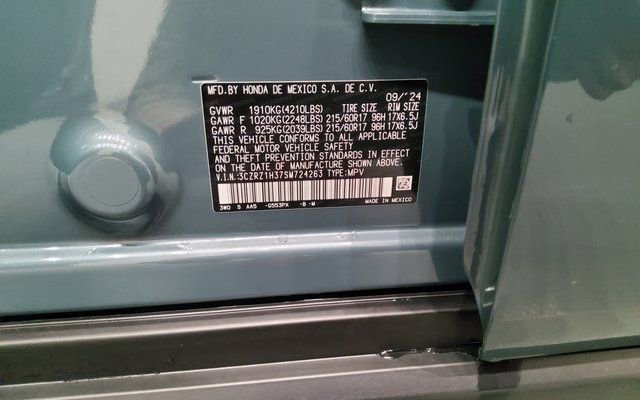 MFD.BY HONDA DE MEXICO S.A. DE C.V.
09/'24
GVWR 1910KG(4210LBS) TIRE SIZE RIM SIZE
GAWR F 1020KG(2248LBS) 215/60R17 96H 17X6.5J
GAWR R 925KG(2039LBS) 215/60R17 96H 17X6.5J
THIS VEHICLE CONFORMS TO ALL APPLICABLE
FEDERAL MOTOR VEHICLE SAFETY
AND THEFT PREVENTION STANDARDS IN EFFECT
ON THE DATE OF MANUFACTURE SHOWN ABOVE.
V.I.N:3CZRZ1H37SM724263 TYPE:MPV
3W0 S AA5 -G553PX -B -M MADE IN MEXICO